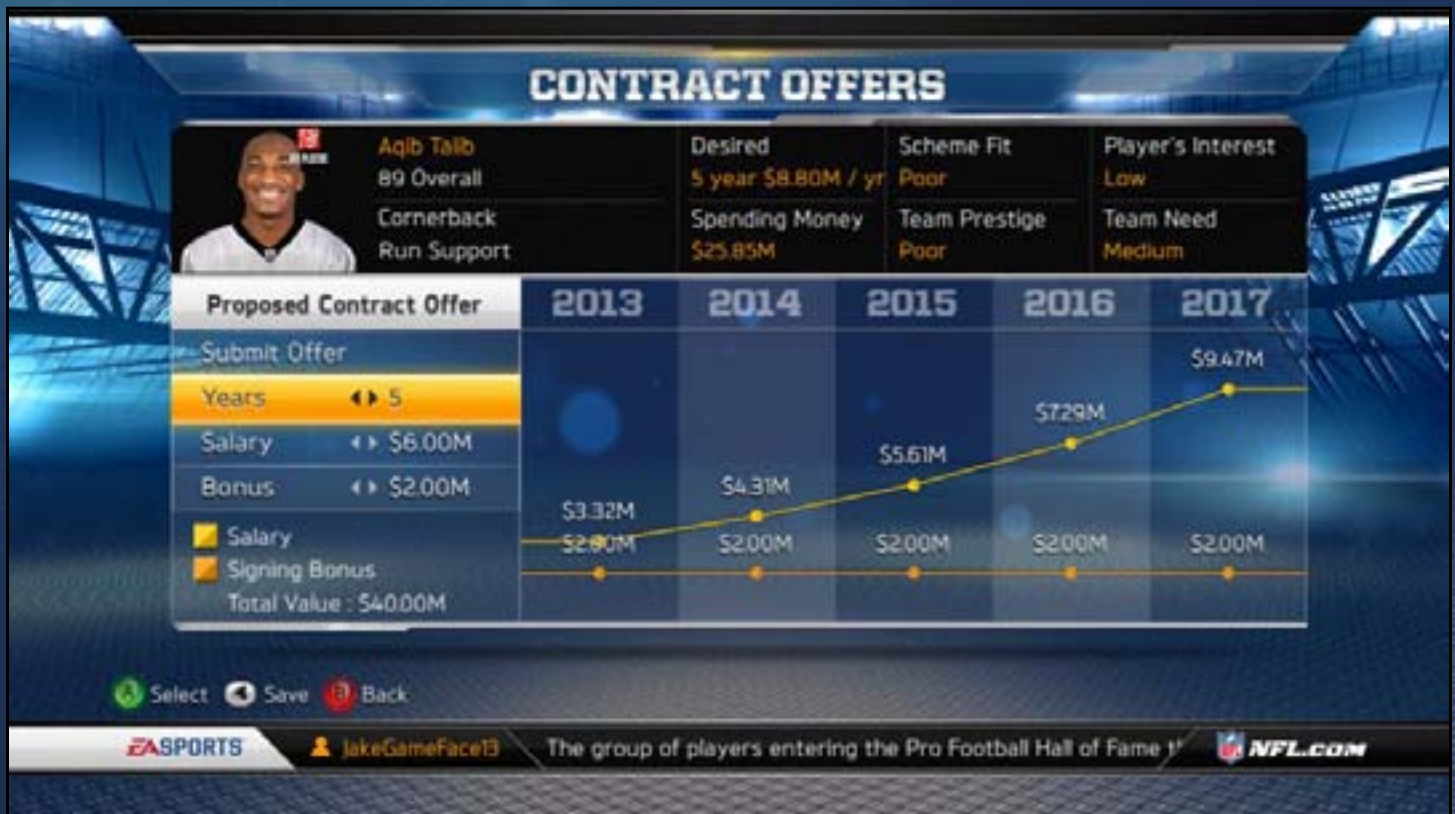 CONTRACT OFFERS
Aqib Talib
89 Overall
Cornerback
Run Support
Desired
5 year $8.80M / yr
Spending Money
$25.85M
Scheme Fit
Poor
Team Prestige
Poor
Player's Interest
Low
Team Need
Medium
Proposed Contract Offer
2013 2014 2015 2016 2017
Submit Offer
Years 5
Salary $6.00M
Bonus $2.00M
$3.32M $4.31M $5.61M $7.29M $9.47M
$2.00M $2.00M $2.00M $2.00M $2.00M
Salary
Signing Bonus
Total Value : $40.00M
A Select Save B Back
EA SPORTS JakeGameFace13 The group of players entering the Pro Football Hall of Fame NFL.COM